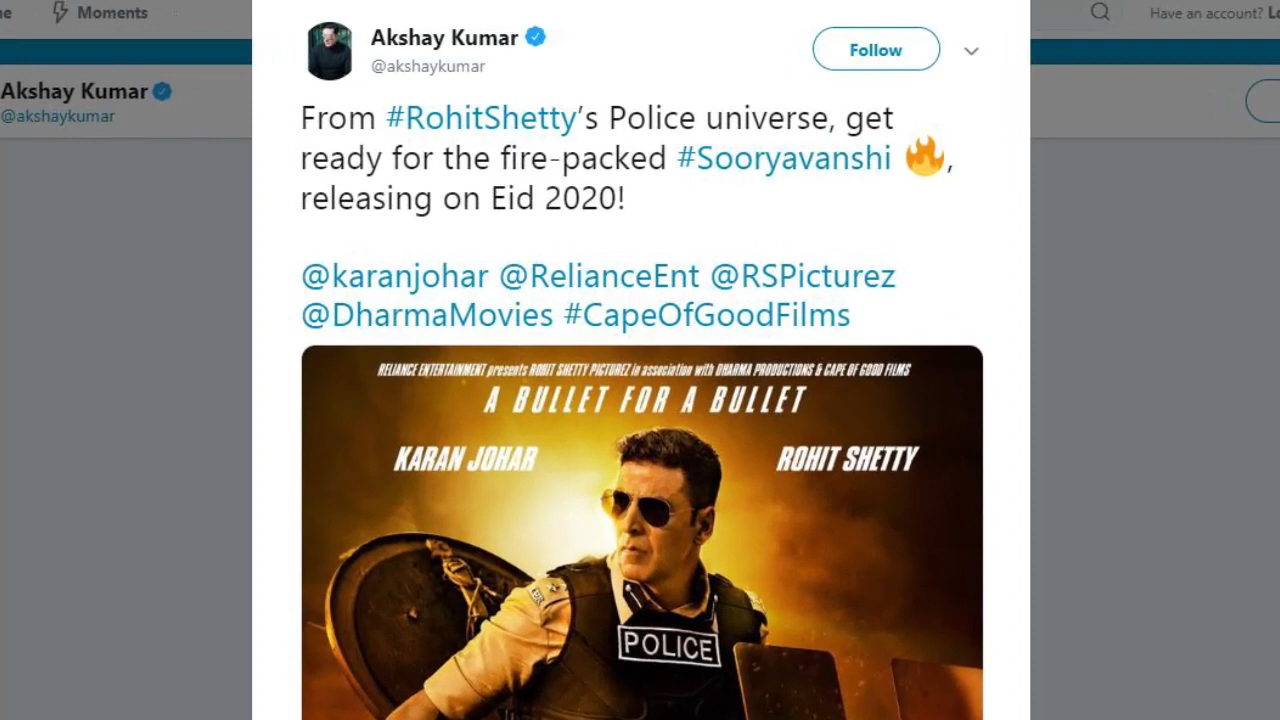 Moments
Have an account?
Akshay Kumar
@akshaykumar
Akshay Kumar
@akshaykumar
Follow
From #RohitShetty's Police universe, get
ready for the fire-packed #Sooryavanshi 🔥,
releasing on Eid 2020!
@karanjohar @RelianceEnt @RSPicturez
@DharmaMovies #CapeOfGoodFilms
RELIANCE ENTERTAINMENT presents ROHIT SHETTY PICTUREZ in association with DHARMA PRODUCTIONS & CAPE OF GOOD FILMS
A BULLET FOR A BULLET
KARAN JOHAR
ROHIT SHETTY
POLICE